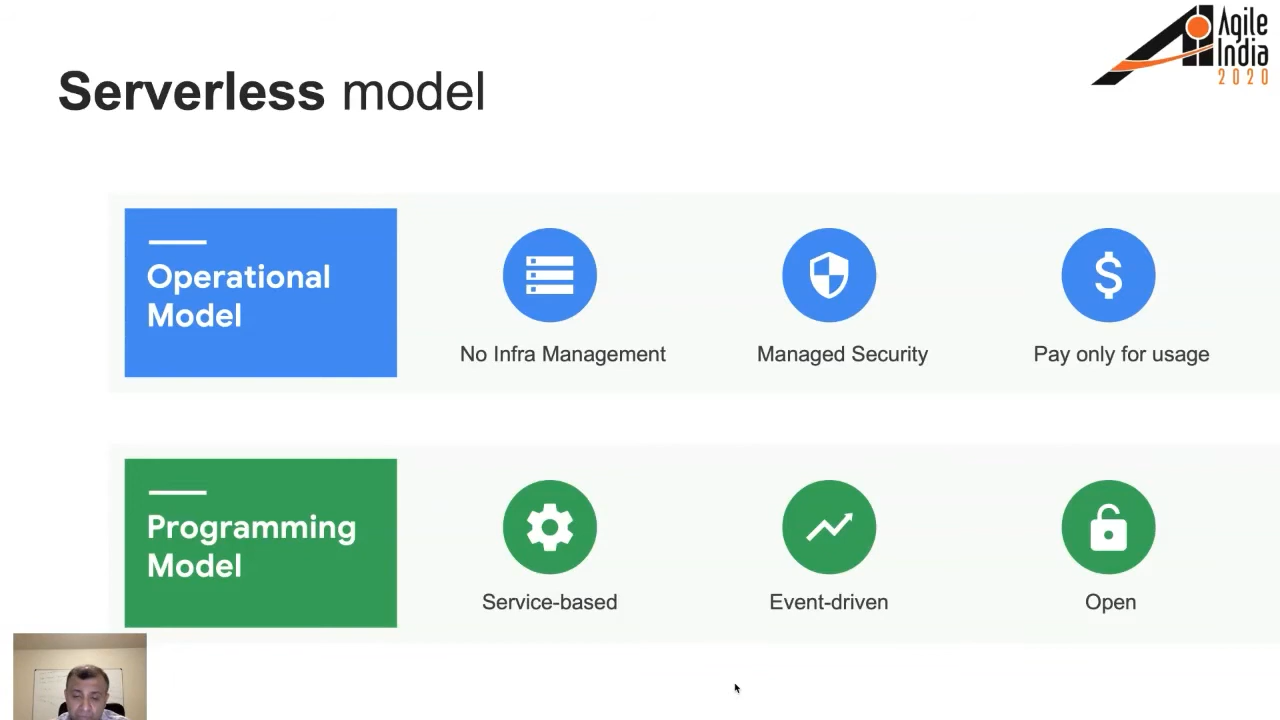 Agile
India
2020
Serverless model
Operational
Model
No Infra Management
Managed Security
$
Pay only for usage
Programming
Model
Service-based
Event-driven
Open